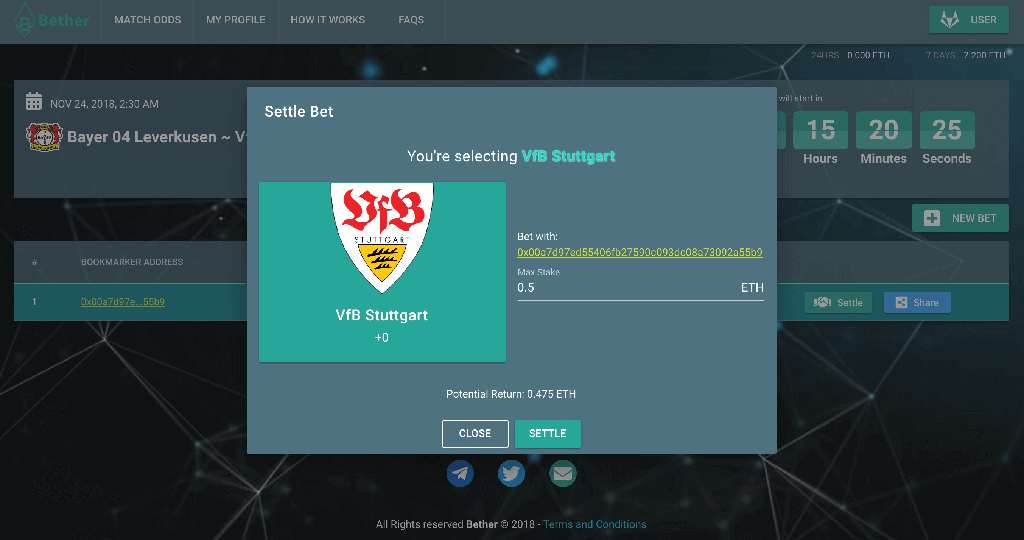 Bether MATCH ODDS MY PROFILE HOW IT WORKS FAQS USER
24HRS 0.000 ETH 7 DAYS 7.200 ETH
NOV 24, 2018, 2:30 AM
will start in
Bayer 04 Leverkusen ~ V
15 20 25
Hours Minutes Seconds
NEW BET
# BOOKMARKER ADDRESS
1 0x00a7d97e...55b9 Settle Share
Settle Bet
You're selecting VfB Stuttgart
VfB
STUTTGART
VfB Stuttgart
+0
Bet with:
0x00a7d97ed55406fb27590c093dc08a73092a55b9
Max Stake
0.5 ETH
Potential Return: 0.475 ETH
CLOSE SETTLE
All Rights reserved Bether © 2018 - Terms and Conditions